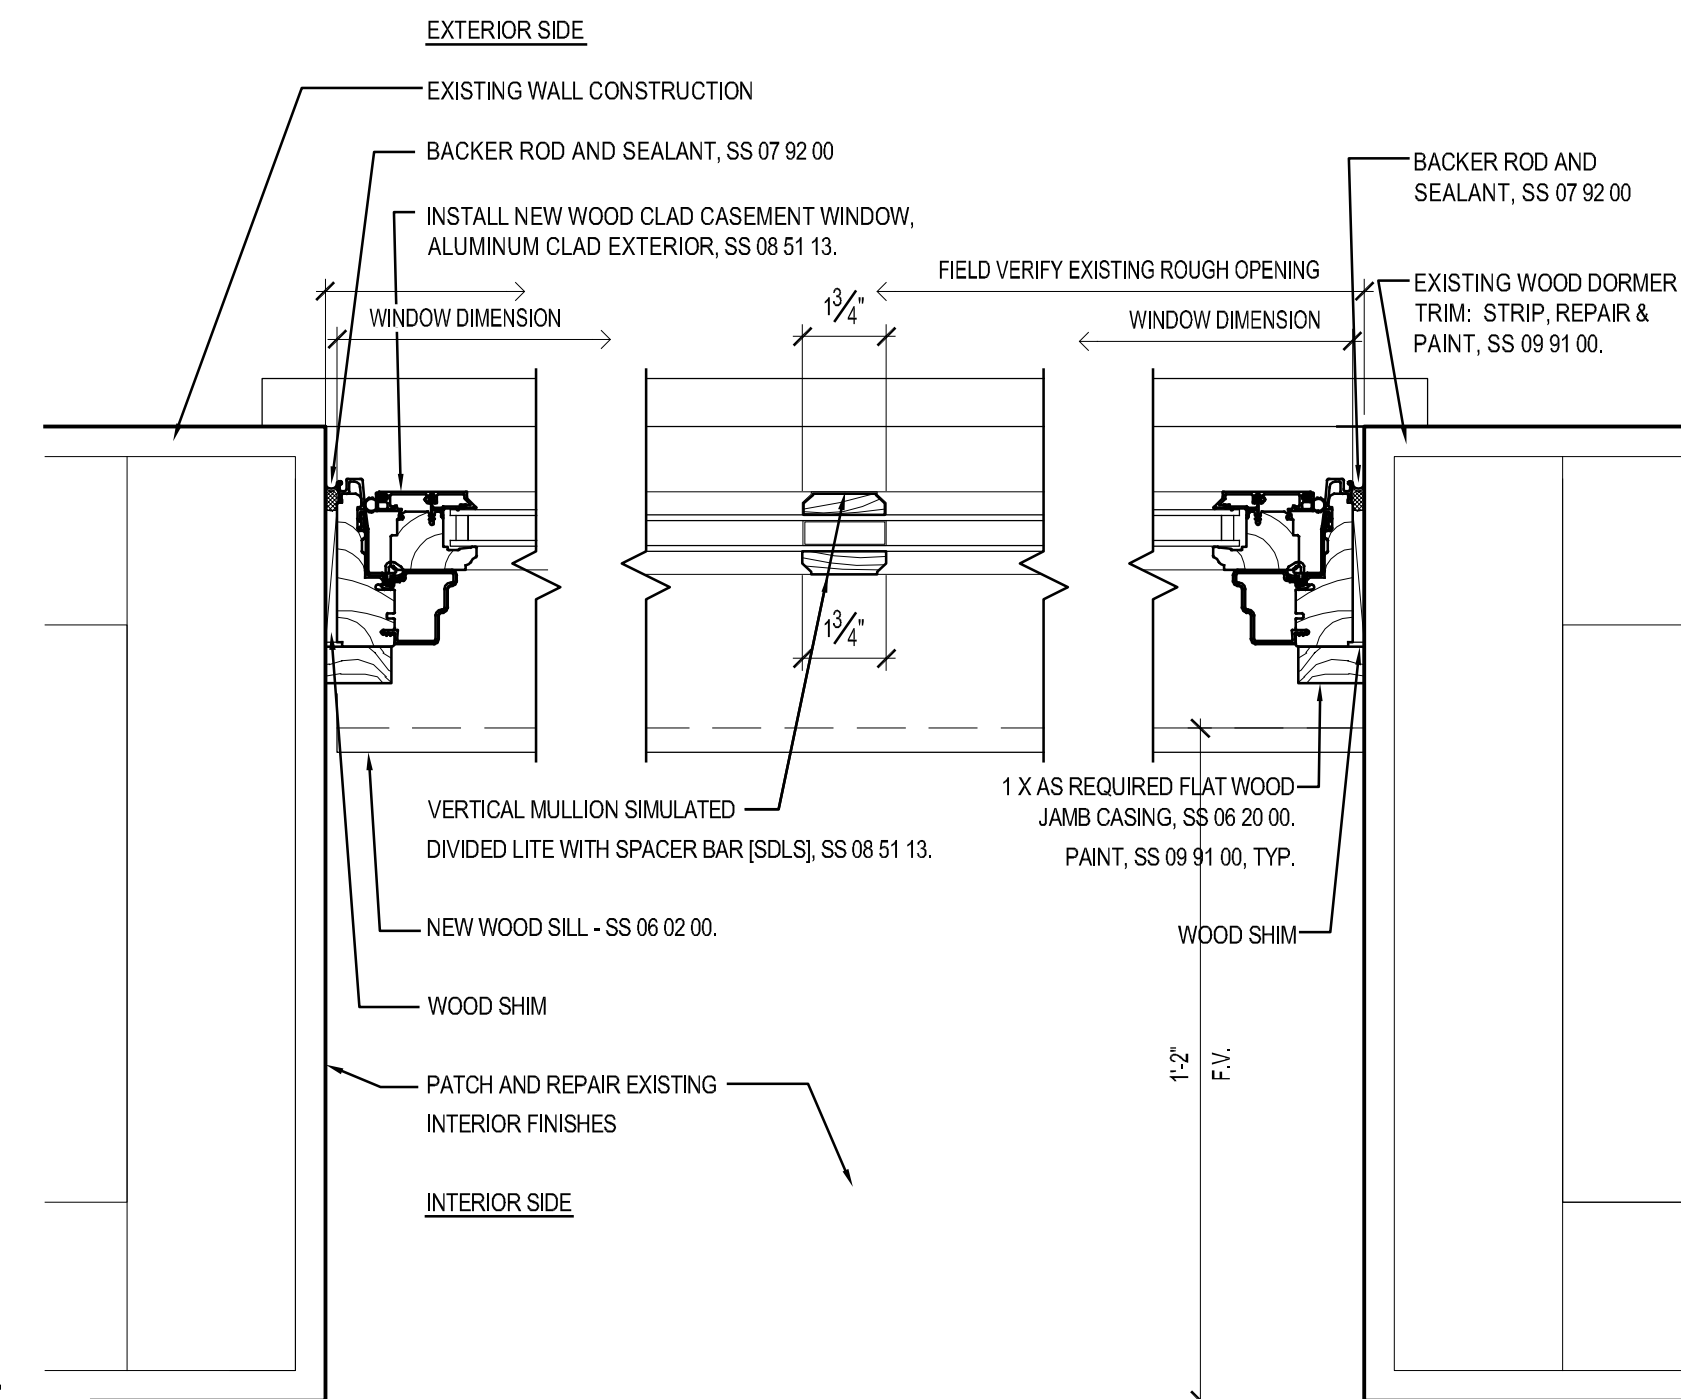 EXTERIOR SIDE
EXISTING WALL CONSTRUCTION
BACKER ROD AND SEALANT, SS 07 92 00
INSTALL NEW WOOD CLAD CASEMENT WINDOW,
ALUMINUM CLAD EXTERIOR, SS 08 51 13.
BACKER ROD AND
SEALANT, SS 07 92 00
FIELD VERIFY EXISTING ROUGH OPENING
EXISTING WOOD DORMER
TRIM: STRIP, REPAIR &
PAINT, SS 09 91 00.
WINDOW DIMENSION
1 3/4"
WINDOW DIMENSION
1 3/4"
1 X AS REQUIRED FLAT WOOD
JAMB CASING, SS 06 20 00.
PAINT, SS 09 91 00, TYP.
VERTICAL MULLION SIMULATED
DIVIDED LITE WITH SPACER BAR [SDLS], SS 08 51 13.
NEW WOOD SILL - SS 06 02 00.
WOOD SHIM
WOOD SHIM
1'-2"
F.V.
PATCH AND REPAIR EXISTING
INTERIOR FINISHES
INTERIOR SIDE